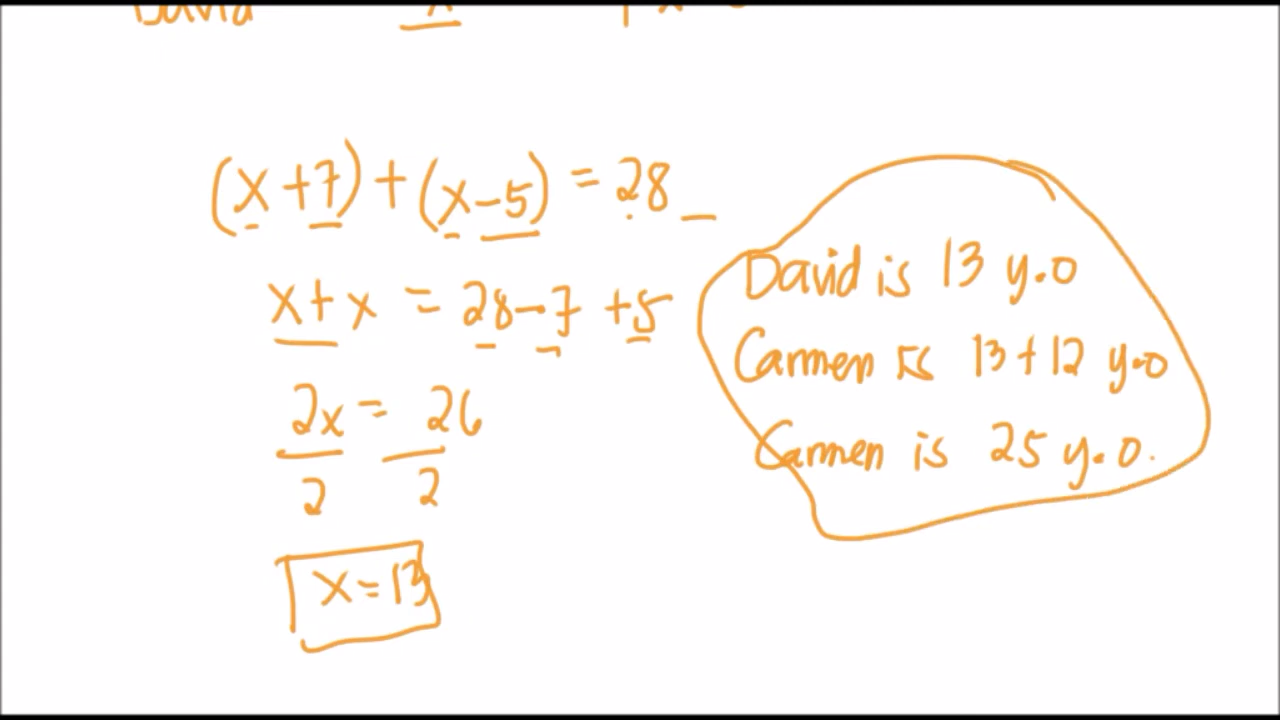 David
(x+7)+(x-5)=28
x+x = 28-7+5
2x = 26
2 2
x=13
David is 13 y.o
Carmen is 13+12 y.o
Carmen is 25 y.o.